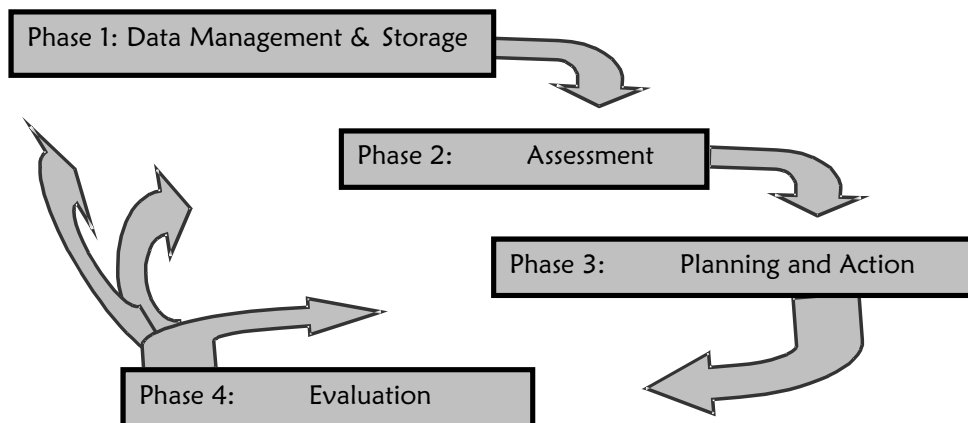 Phase 1: Data Management & Storage
Phase 2: Assessment
Phase 3: Planning and Action
Phase 4: Evaluation